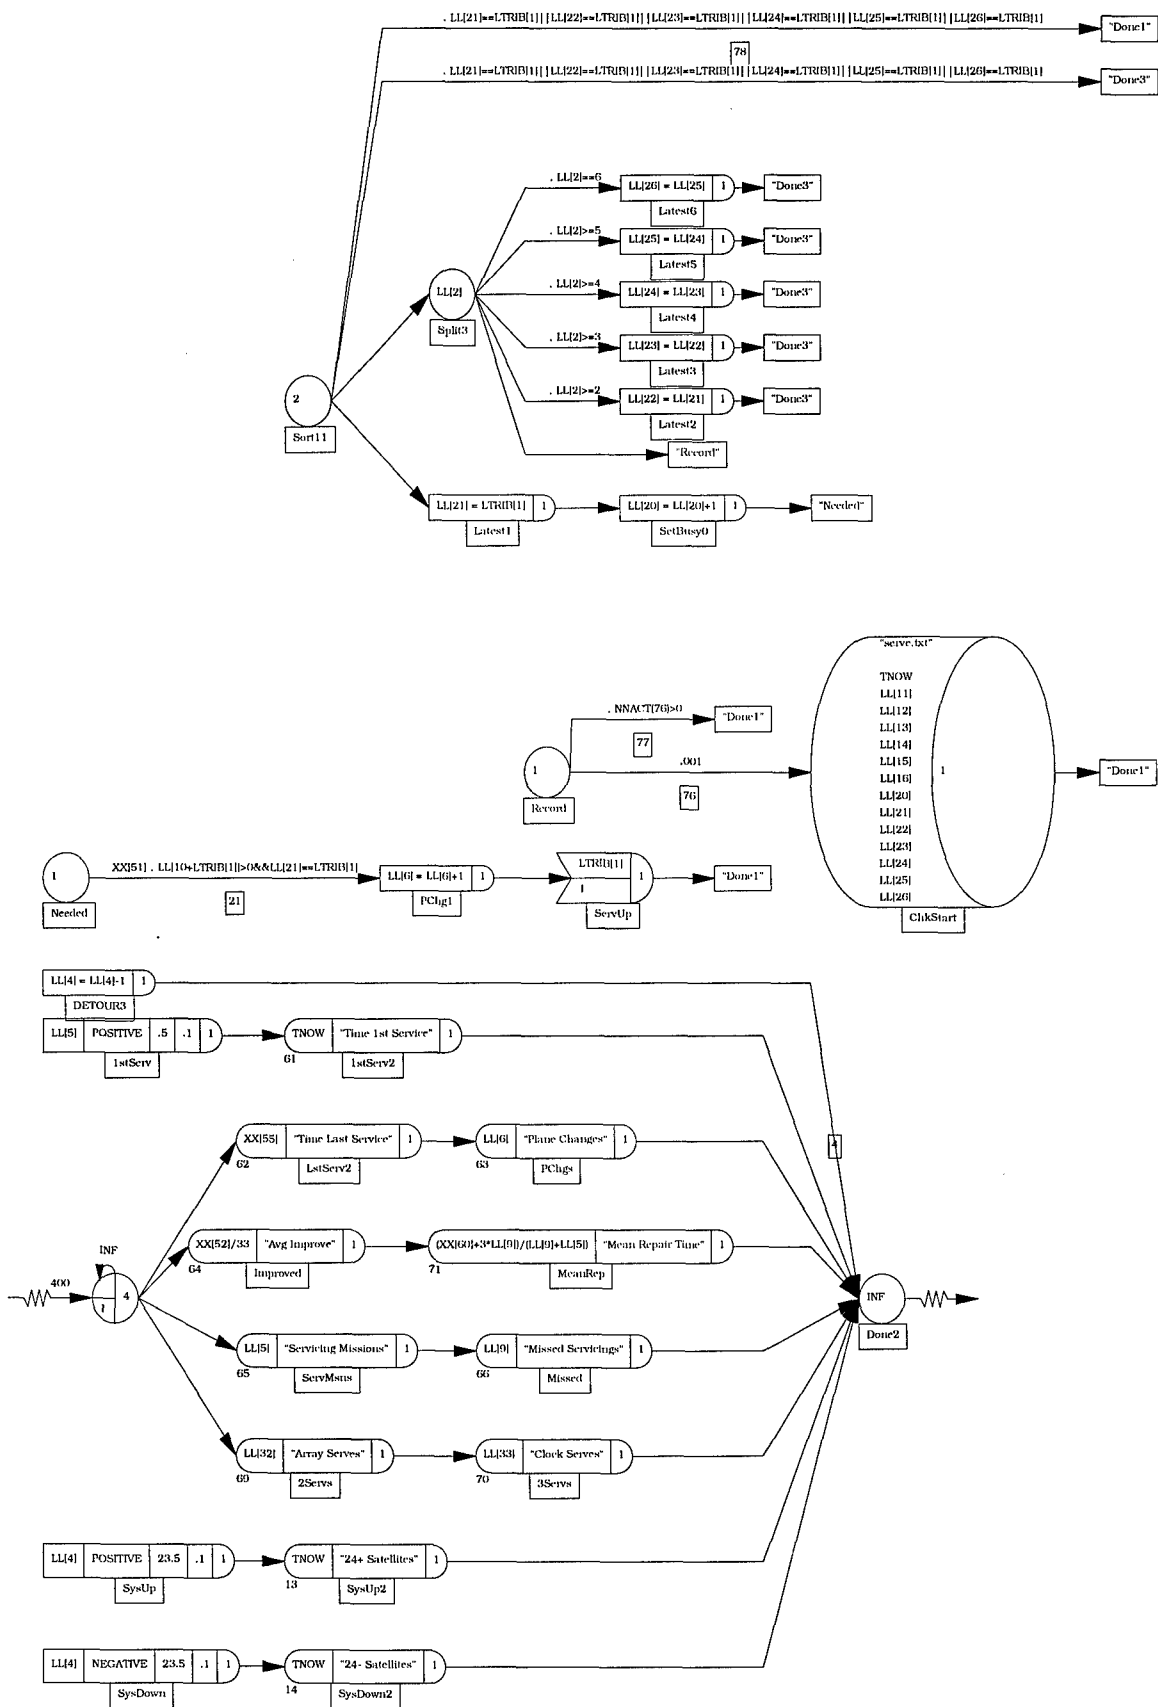 . LL[21]==LTRIB[1]||LL[22]==LTRIB[1]||LL[23]==LTRIB[1]||LL[24]==LTRIB[1]||LL[25]==LTRIB[1]||LL[26]==LTRIB[1]
"Done1"
78
. LL[21]==LTRIB[1]||LL[22]==LTRIB[1]||LL[23]==LTRIB[1]||LL[24]==LTRIB[1]||LL[25]==LTRIB[1]||LL[26]==LTRIB[1]
"Done3"
. LL[2]==6
LL[26] = LL[25] 1
"Done3"
Latest6
. LL[2]>=5
LL[25] = LL[24] 1
"Done3"
Latest5
. LL[2]>=4
LL[2]
LL[24] = LL[23] 1
"Done3"
Latest4
Split3
. LL[2]>=3
LL[23] = LL[22] 1
"Done3"
Latest3
. LL[2]>=2
LL[22] = LL[21] 1
"Done3"
Latest2
2
Sort11
"Record"
LL[21] = LTRIB[1] 1
LL[20] = LL[20]+1 1
"Needed"
Latest1
SetBusy0
"serve.txt"
TNOW
LL[11]
LL[12]
LL[13]
LL[14]
LL[15]
LL[16]
LL[20]
LL[21]
LL[22]
LL[23]
LL[24]
LL[25]
LL[26]
1
ChkStart
"Done1"
. NNACT(76)>0
"Done1"
77
1
.001
76
Record
1
XX[51] . LL[10+LTRIB[1]]>0&&LL[21]==LTRIB[1]
21
Needed
LL[6] = LL[6]+1 1
PChg1
LTRIB[1]
1
1
ServUp
"Done1"
LL[4] = LL[4]-1 1
DETOUR3
LL[5] POSITIVE .5 .1 1
1stServ
TNOW "Time 1st Service" 1
61
1stServ2
4
XX[55] "Time Last Service" 1
62
LstServ2
LL[6] "Plane Changes" 1
63
PChgs
XX[52]/33 "Avg Improve" 1
64
Improved
(XX[60]+3*LL[9])/(LL[9]+LL[5]) "Mean Repair Time" 1
71
MeanRep
INF
400
1
4
INF
Done2
LL[5] "Servicing Missions" 1
65
ServMsns
LL[9] "Missed Servicings" 1
66
Missed
LL[32] "Array Serves" 1
69
2Servs
LL[33] "Clock Serves" 1
70
3Servs
LL[4] POSITIVE 23.5 .1 1
SysUp
TNOW "24+ Satellites" 1
13
SysUp2
LL[4] NEGATIVE 23.5 .1 1
SysDown
TNOW "24- Satellites" 1
14
SysDown2